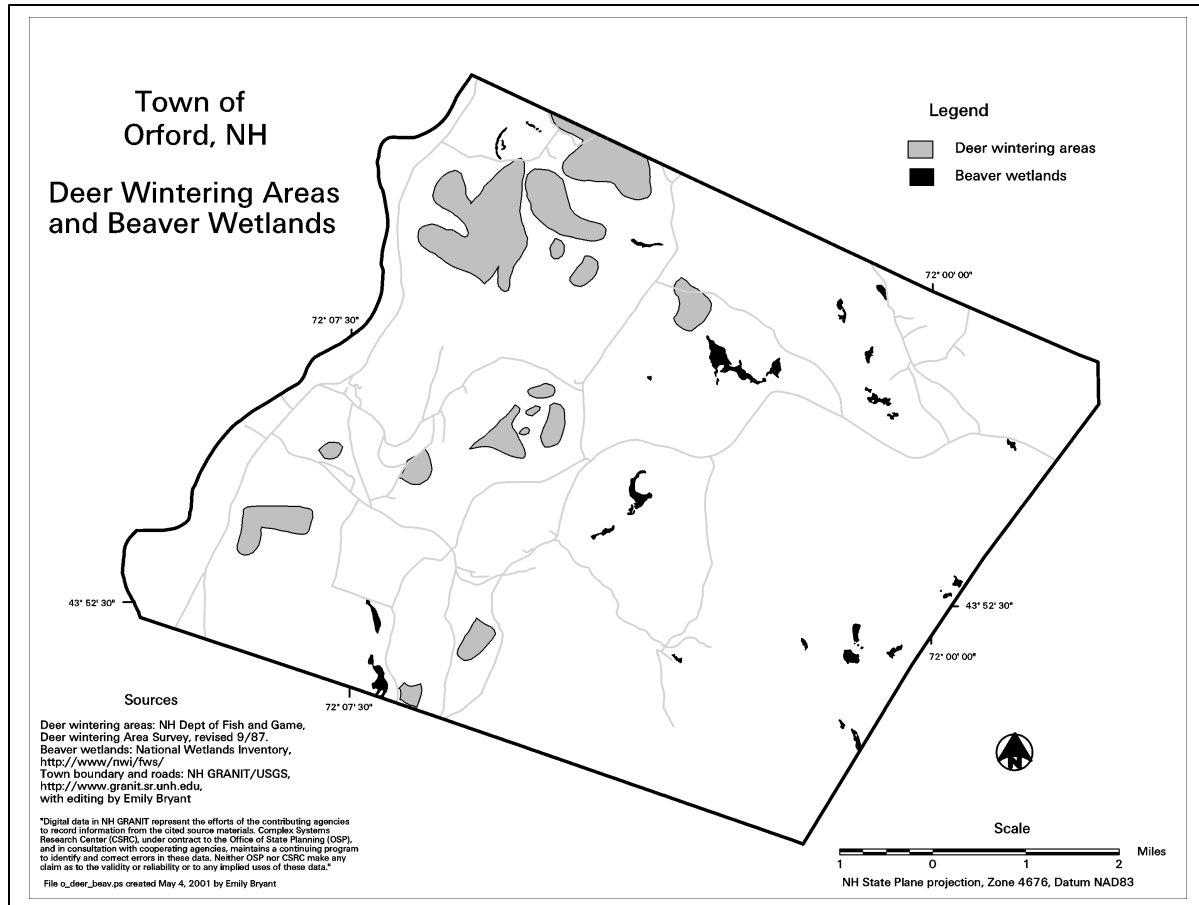 Town of
Orford, NH
Deer Wintering Areas
and Beaver Wetlands
Legend
Deer wintering areas
Beaver wetlands
72° 00' 00"
72° 07' 30"
43° 52' 30"
43° 52' 30"
72° 00' 00"
72° 07' 30"
Sources
Deer wintering areas: NH Dept of Fish and Game,
Deer wintering Area Survey, revised 9/87.
Beaver wetlands: National Wetlands Inventory,
http://www/nwi/fws/
Town boundary and roads: NH GRANIT/USGS,
http://www.granit.sr.unh.edu,
with editing by Emily Bryant
"Digital data in NH GRANIT represent the efforts of the contributing agencies
to record information from the cited source materials. Complex Systems
Research Center (CSRC), under contract to the Office of State Planning (OSP),
and in consultation with cooperating agencies, maintains a continuing program
to identify and correct errors in these data. Neither OSP nor CSRC make any
claim as to the validity or reliability or to any implied uses of these data."
File o_deer_beav.ps created May 4, 2001 by Emily Bryant
N
Scale
Miles
1 0 1 2
NH State Plane projection, Zone 4676, Datum NAD83